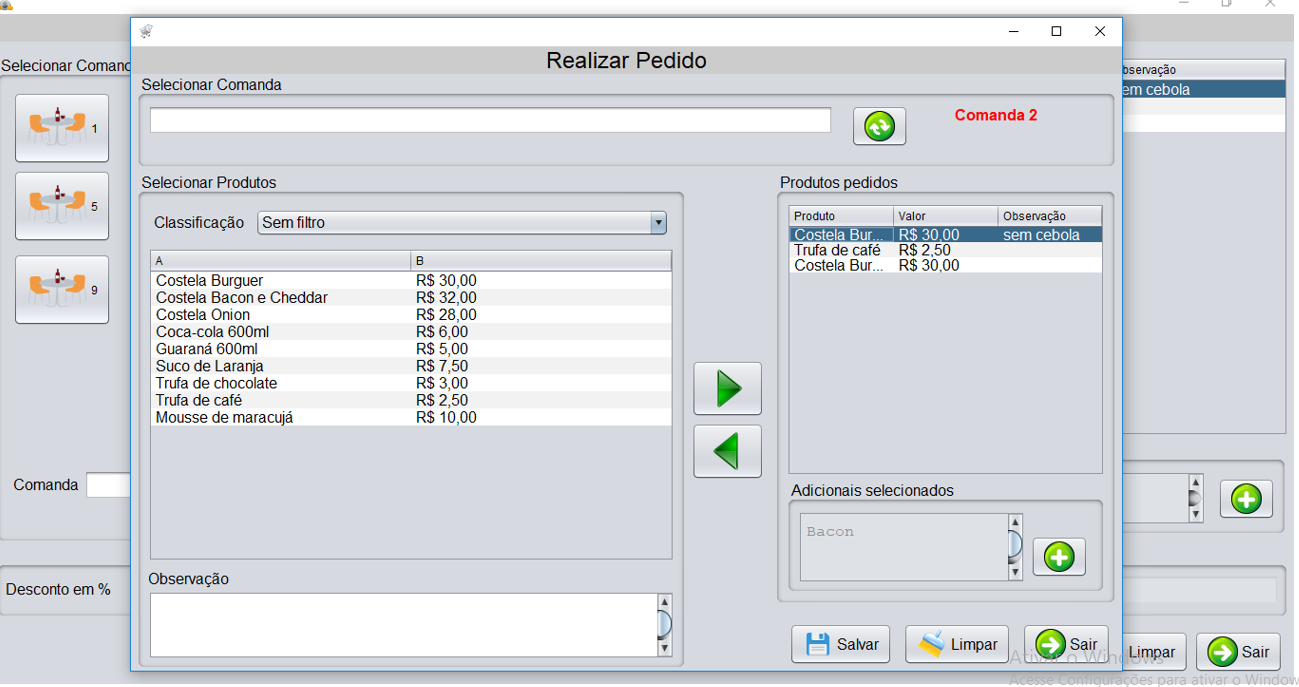 Realizar Pedido
Selecionar Comanda
Comanda 2
Selecionar Produtos
Classificação Sem filtro
A B
Costela Burguer R$ 30,00
Costela Bacon e Cheddar R$ 32,00
Costela Onion R$ 28,00
Coca-cola 600ml R$ 6,00
Guaraná 600ml R$ 5,00
Suco de Laranja R$ 7,50
Trufa de chocolate R$ 3,00
Trufa de café R$ 2,50
Mousse de maracujá R$ 10,00
Observação
Produtos pedidos
Produto Valor Observação
Costela Bur... R$ 30,00 sem cebola
Trufa de café R$ 2,50
Costela Bur... R$ 30,00
Adicionais selecionados
Bacon
Salvar Limpar Sair
Selecionar Comand
1
5
9
Comanda
Desconto em %
bservação
em cebola
Limpar Sair
Ativar o Windows
Acesse Configurações para ativar o Window